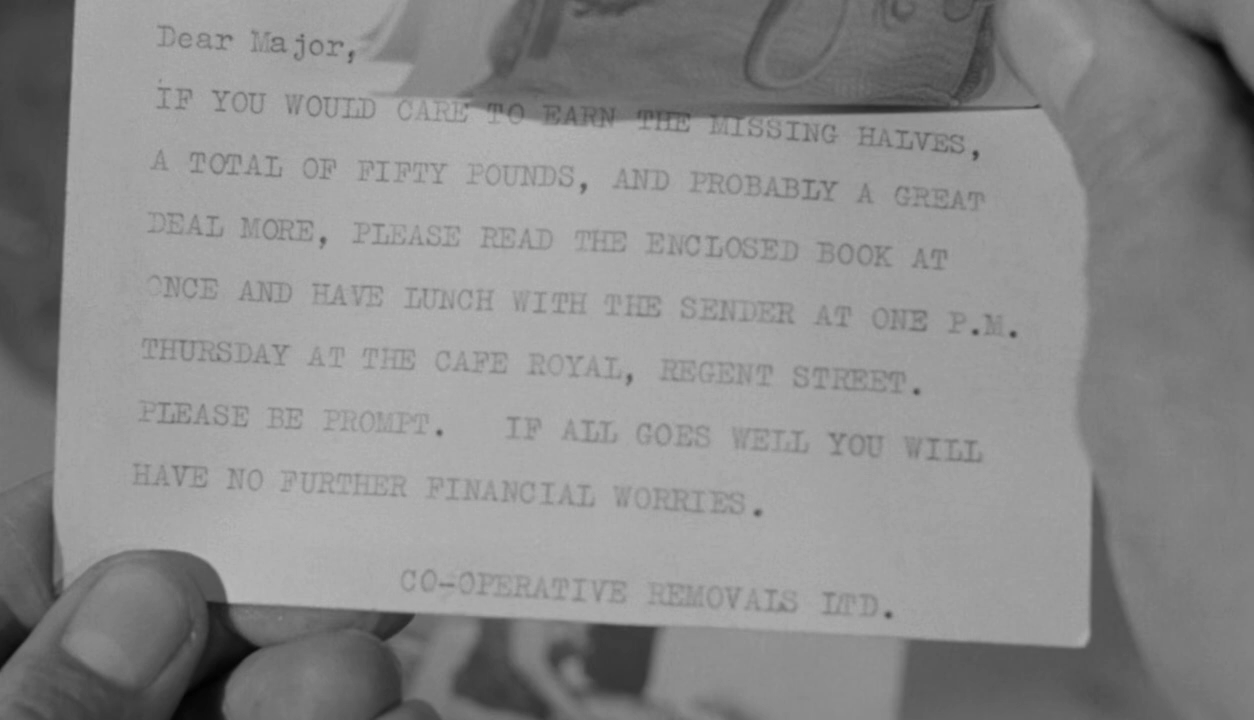 Dear Major,
IF YOU WOULD CARE TO EARN THE MISSING HALVES,
A TOTAL OF FIFTY POUNDS, AND PROBABLY A GREAT
DEAL MORE, PLEASE READ THE ENCLOSED BOOK AT
ONCE AND HAVE LUNCH WITH THE SENDER AT ONE P.M.
THURSDAY AT THE CAFE ROYAL, REGENT STREET.
PLEASE BE PROMPT. IF ALL GOES WELL YOU WILL
HAVE NO FURTHER FINANCIAL WORRIES.
CO-OPERATIVE REMOVALS LTD.